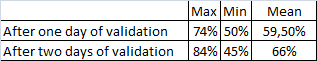 Max Min Mean
After one day of validation 74% 50% 59,50%
After two days of validation 84% 45% 66%